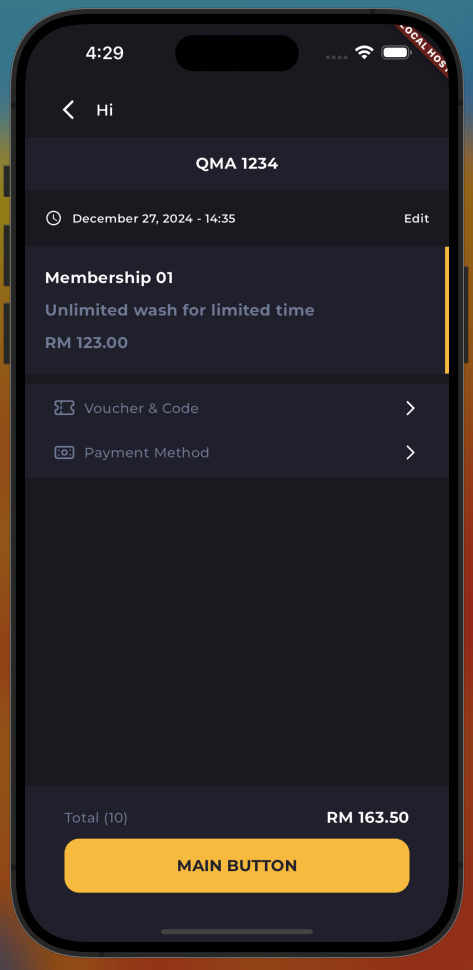 4:29
LOCAL HOST
Hi
QMA 1234
December 27, 2024 - 14:35
Edit
Membership 01
Unlimited wash for limited time
RM 123.00
Voucher & Code
Payment Method
Total (10)
RM 163.50
MAIN BUTTON